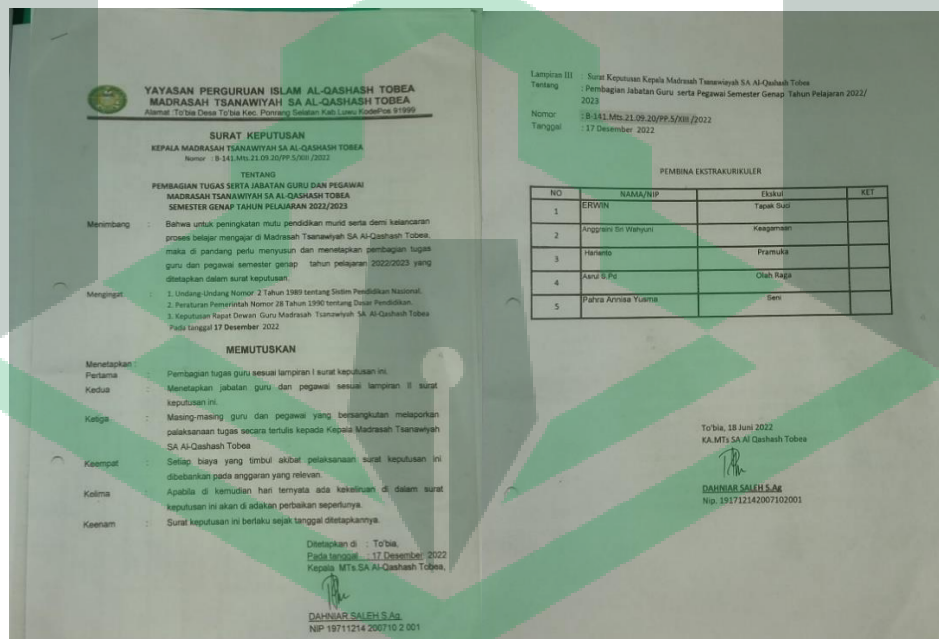 YAYASAN PERGURUAN ISLAM AL-QASHASH TOBEA
MADRASAH TSANAWIYAH SA AL-QASHASH TOBEA
Alamat :To'bia Desa To'bia Kec. Ponrang Selatan Kab Luwu KodePos 91999
SURAT KEPUTUSAN
KEPALA MADRASAH TSANAWIYAH SA AL-QASHASH TOBEA
Nomor : B-141.Mts.21.09.20/PP.5/XIII /2022
TENTANG
PEMBAGIAN TUGAS SERTA JABATAN GURU DAN PEGAWAI
MADRASAH TSANAWIYAH SA AL-QASHASH TOBEA
SEMESTER GENAP TAHUN PELAJARAN 2022/2023
Menimbang : Bahwa untuk peningkatan mutu pendidikan murid serta demi kelancaran
proses belajar mengajar di Madrasah Tsanawiyah SA Al-Qashash Tobea,
maka di pandang perlu menyusun dan menetapkan pembagian tugas
guru dan pegawai semester genap tahun pelajaran 2022/2023 yang
ditetapkan dalam surat keputusan.
Mengingat : 1. Undang-Undang Nomor 2 Tahun 1989 tentang Sistim Pendidikan Nasional.
2. Peraturan Pemerintah Nomor 28 Tahun 1990 tentang Dasar Pendidikan.
3. Keputusan Rapat Dewan Guru Madrasah Tsanawiyah SA Al-Qashash Tobea
Pada tanggal 17 Desember 2022
MEMUTUSKAN
Menetapkan :
Pertama : Pembagian tugas guru sesuai lampiran I surat keputusan ini.
Kedua : Menetapkan jabatan guru dan pegawai sesuai lampiran II surat
keputusan ini.
Ketiga : Masing-masing guru dan pegawai yang bersangkutan melaporkan
palaksanaan tugas secara tertulis kepada Kepala Madrasah Tsanawiyah
SA Al-Qashash Tobea
Keempat : Setiap biaya yang timbul akibat pelaksanaan surat keputusan ini
dibebankan pada anggaran yang relevan.
Kelima : Apabila di kemudian hari ternyata ada kekeliruan di dalam surat
keputusan ini akan di adakan perbaikan seperlunya.
Keenam : Surat keputusan ini berlaku sejak tanggal ditetapkannya.
Ditetapkan di : To'bia,
Pada tanggal : 17 Desember 2022
Kepala MTs.SA Al-Qashash Tobea,
DAHNIAR SALEH S.Ag
NIP 19711214 200710 2 001
Lampiran III : Surat Keputusan Kepala Madrasah Tsanawiayah SA Al-Qashash Tobea
Tentang : Pembagian Jabatan Guru serta Pegawai Semester Genap Tahun Pelajaran 2022/
2023
Nomor : B-141.Mts.21.09.20/PP.5/XIII /2022
Tanggal : 17 Desember 2022
PEMBINA EKSTRAKURIKULER
NO NAMA/NIP Ekskul KET
1 ERWIN Tapak Suci
2 Anggreini Sri Wahyuni Keagamaan
3 Harianto Pramuka
4 Asrul S.Pd Olah Raga
5 Pahra Annisa Yusma Seni
To'bia, 18 Juni 2022
KA.MTs SA Al Qashash Tobea
DAHNIAR SALEH S.Ag
Nip. 191712142007102001